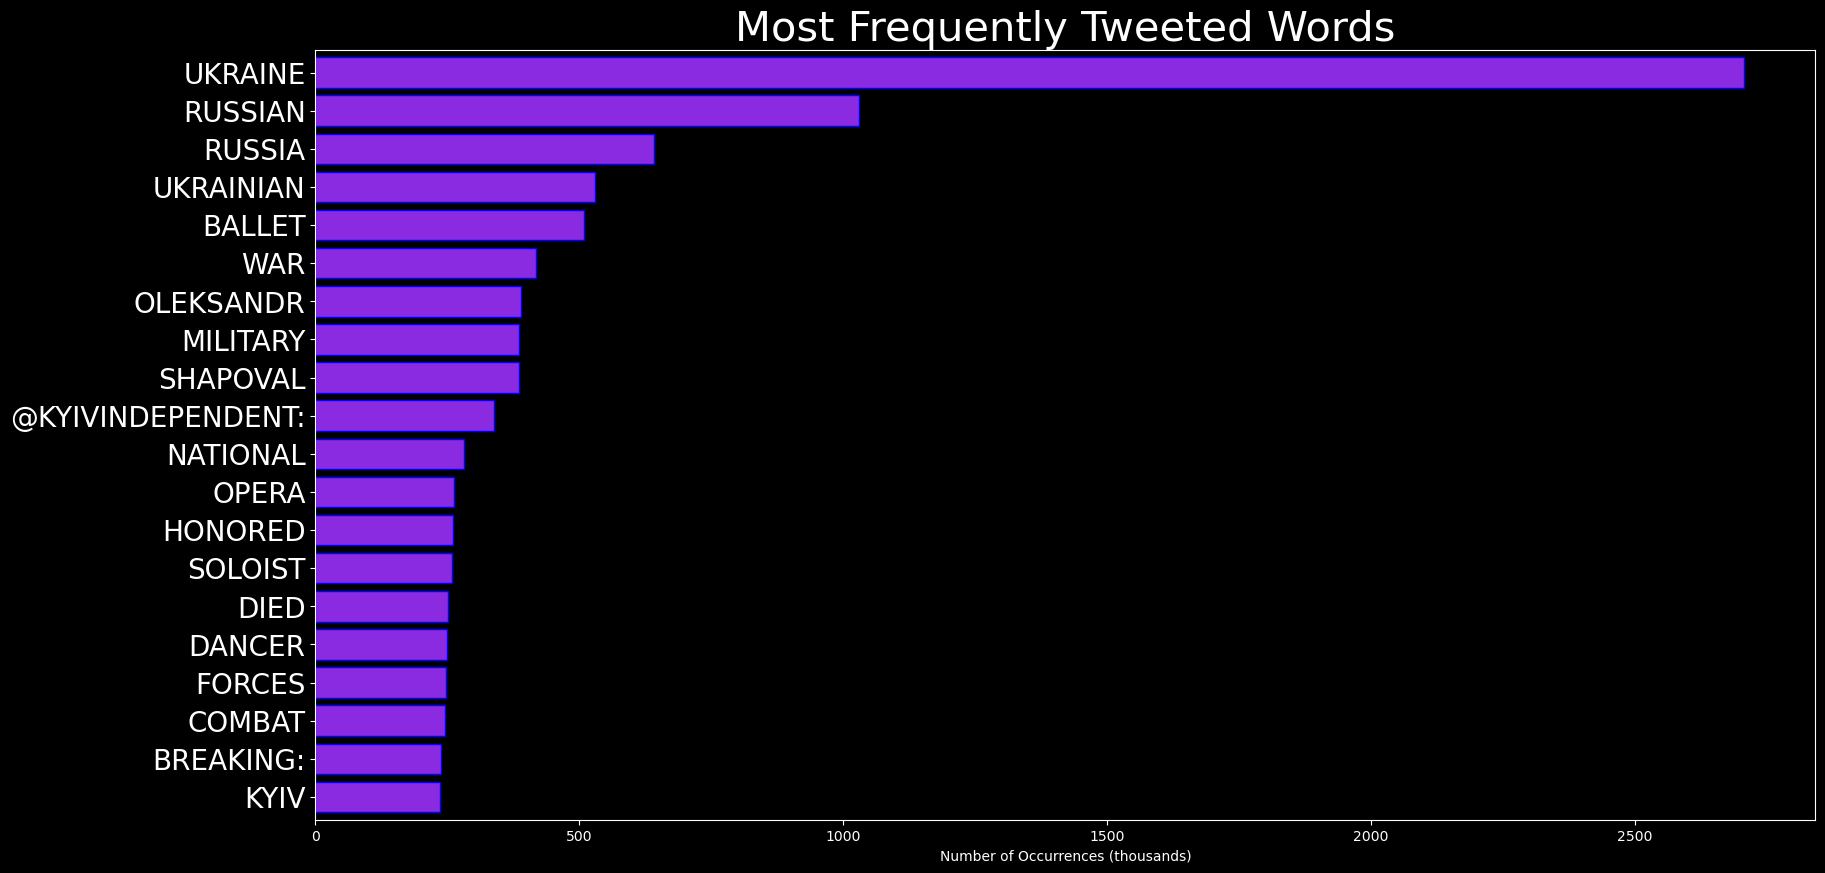 Most Frequently Tweeted Words
UKRAINE
RUSSIAN
RUSSIA
UKRAINIAN
BALLET
WAR
OLEKSANDR
MILITARY
SHAPOVAL
@KYIVINDEPENDENT:
NATIONAL
OPERA
HONORED
SOLOIST
DIED
DANCER
FORCES
COMBAT
BREAKING:
KYIV
0 500 1000 1500 2000 2500
Number of Occurrences (thousands)